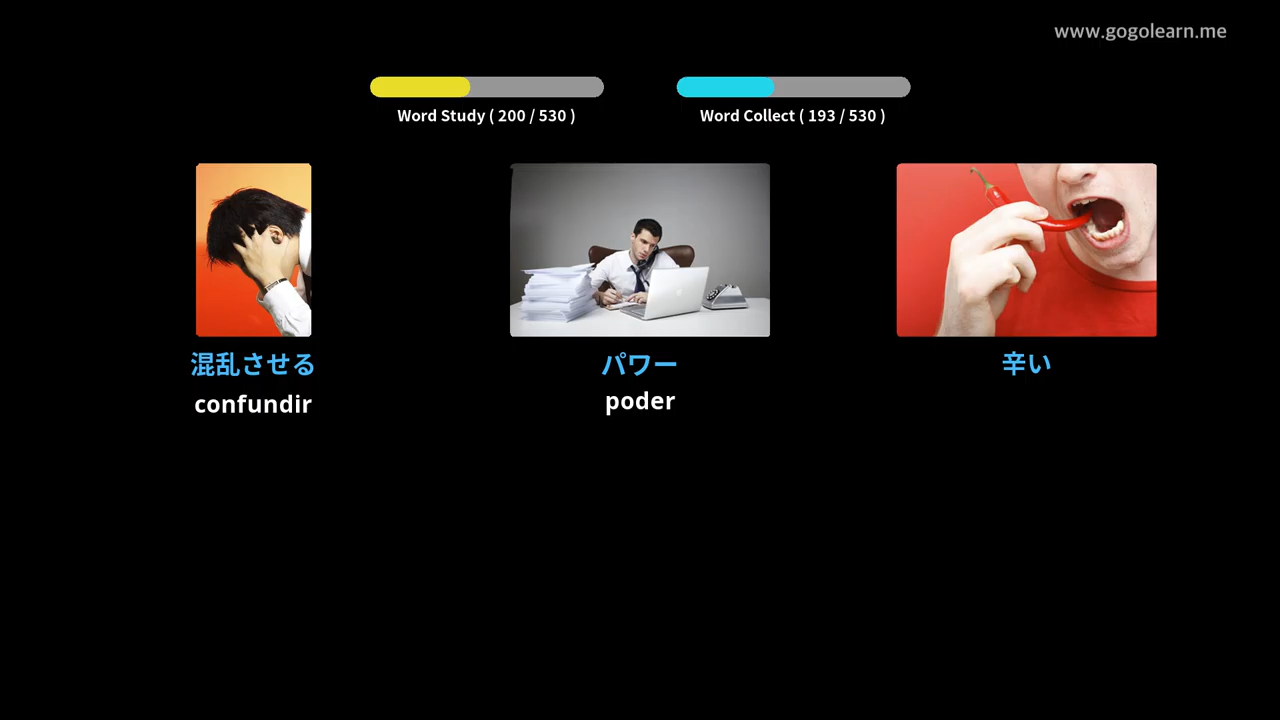 www.gogolearn.me
Word Study ( 200 / 530 )
Word Collect ( 193 / 530 )
混乱させる
confundir
パワー
poder
辛い